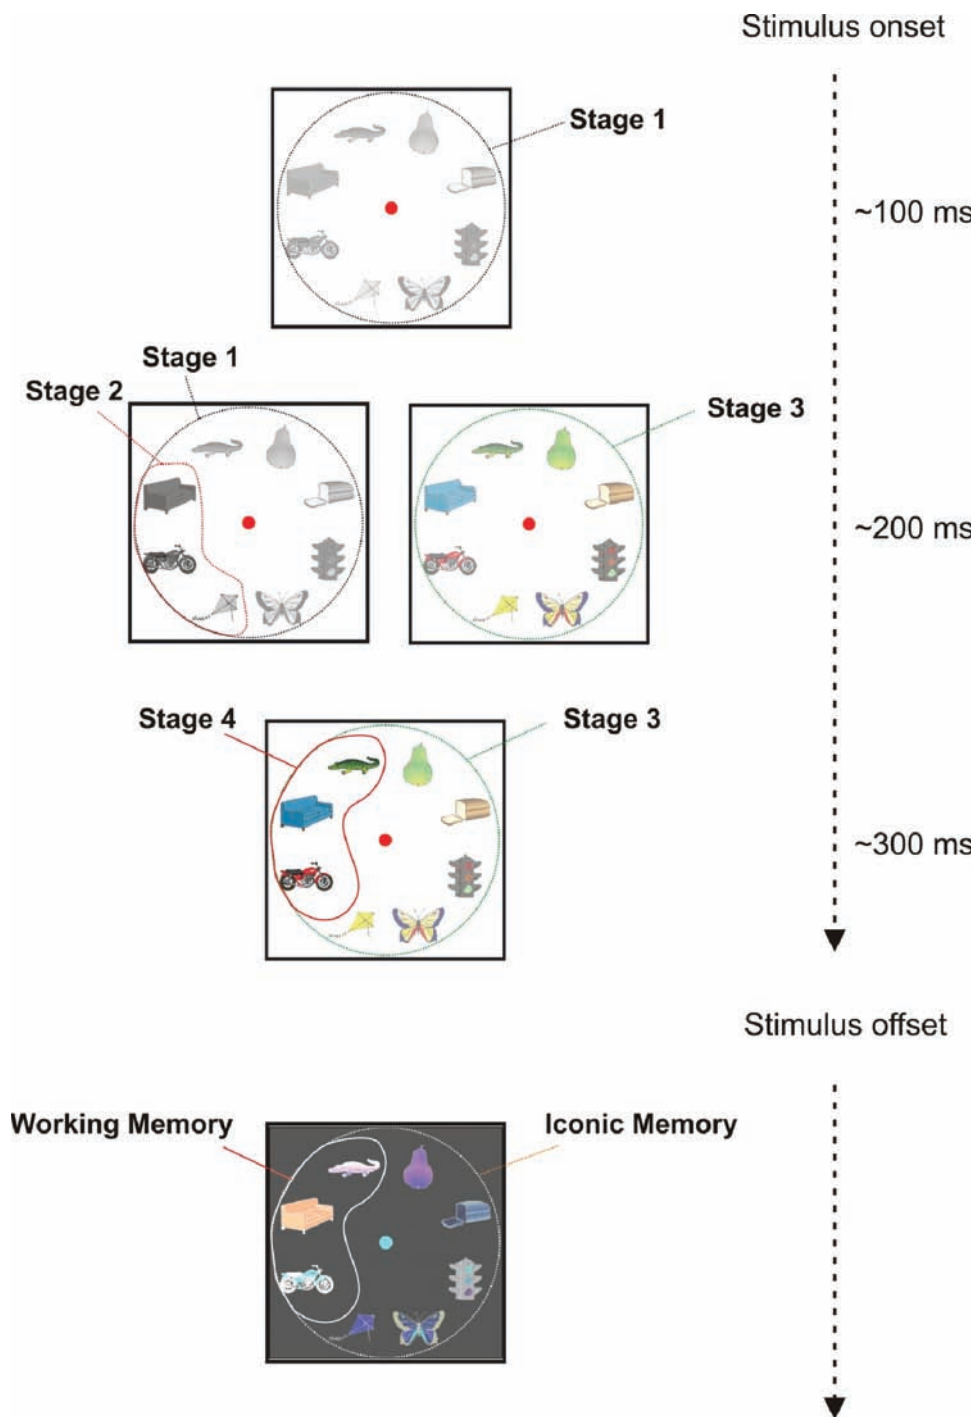 Stimulus onset
Stage 1
~100 ms
Stage 1
Stage 2
Stage 3
~200 ms
Stage 4
Stage 3
~300 ms
Stimulus offset
Working Memory
Iconic Memory